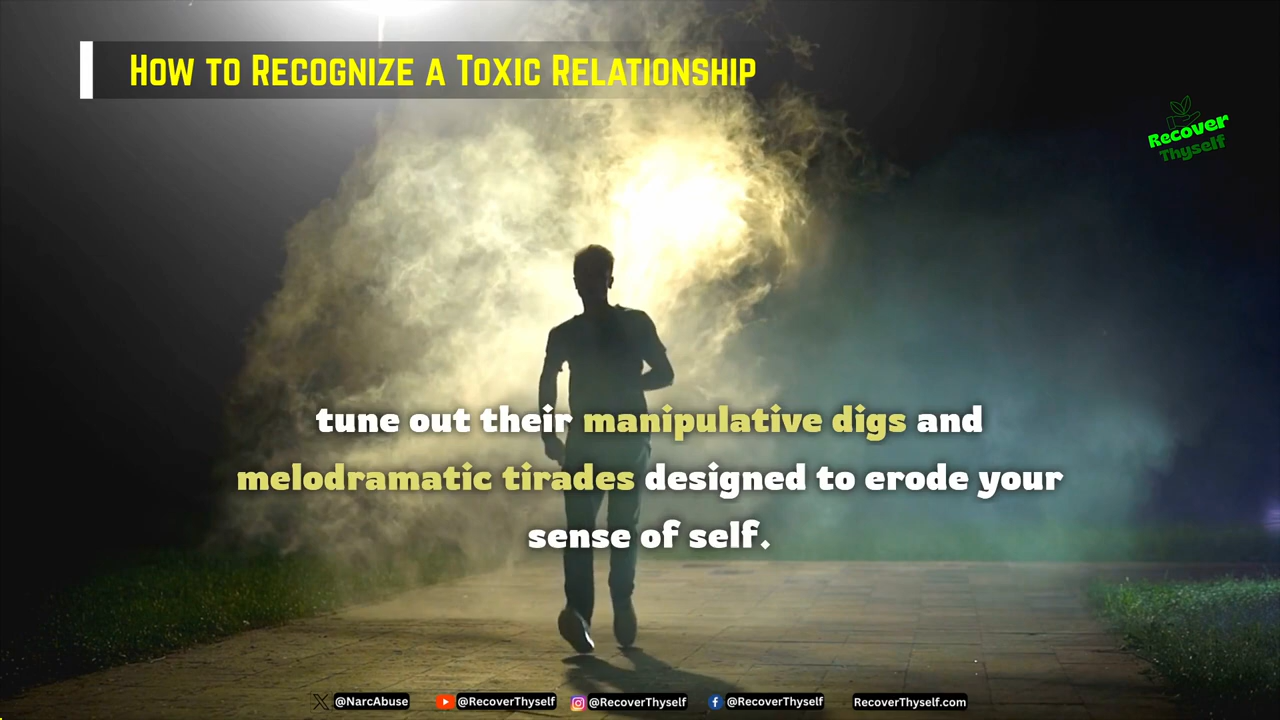 How to Recognize a Toxic Relationship
Recover
Thyself
tune out their manipulative digs and
melodramatic tirades designed to erode your
sense of self.
@NarcAbuse @RecoverThyself @RecoverThyself @RecoverThyself RecoverThyself.com